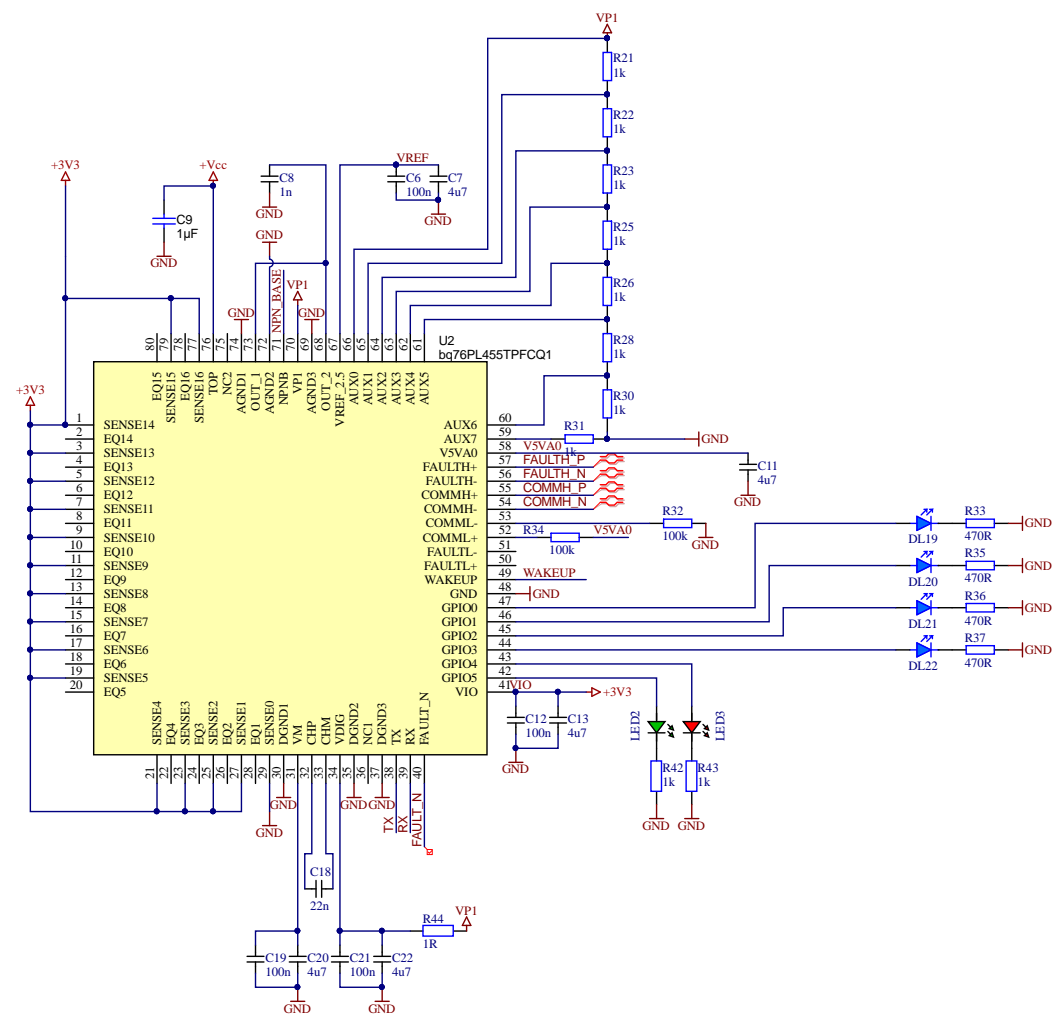 VP1
R21
1k
R22
1k
R23
1k
R25
1k
R26
1k
R28
1k
R30
1k
+3V3
+Vcc
C9
1µF
GND
C8
1n
GND
GND
VREF
C6
100n
C7
4u7
GND
GND
NPN_BASE
VP1
GND
U2
bq76PL455TPFCQ1
80 79 78 77 76 75 74 73 72 71 70 69 68 67 66 65 64 63 62 61
EQ15 SENSE15 EQ16 SENSE16 TOP NC2 AGND1 OUT_1 AGND2 NPNB VP1 AGND3 OUT_2 VREF_2.5 AUX0 AUX1 AUX2 AUX3 AUX4 AUX5
+3V3
1 SENSE14
2 EQ14
3 SENSE13
4 EQ13
5 SENSE12
6 EQ12
7 SENSE11
8 EQ11
9 SENSE10
10 EQ10
11 SENSE9
12 EQ9
13 SENSE8
14 EQ8
15 SENSE7
16 EQ7
17 SENSE6
18 EQ6
19 SENSE5
20 EQ5
AUX6 60
AUX7 59
V5VA0 58
FAULTH+ 57
FAULTH- 56
COMMH+ 55
COMMH- 54
COMML- 53
COMML+ 52
FAULTL- 51
FAULTL+ 50
WAKEUP 49
GND 48
GPIO0 47
GPIO1 46
GPIO2 45
GPIO3 44
GPIO4 43
GPIO5 42
VIO 41
R31
1k
GND
V5VA0
FAULTH_P
FAULTH_N
COMMH_P
COMMH_N
C11
4u7
GND
R32
100k
GND
R34
100k
V5VA0
WAKEUP
GND
DL19
R33
470R
GND
DL20
R35
470R
GND
DL21
R36
470R
GND
DL22
R37
470R
GND
VIO
+3V3
C12
100n
C13
4u7
GND
LED2
LED3
R42
1k
R43
1k
GND
GND
SENSE4 EQ4 SENSE3 EQ3 SENSE2 EQ2 SENSE1 EQ1 SENSE0 DGND1 VM CHP CHM VDIG DGND2 NC1 DGND3 TX RX FAULT_N
21 22 23 24 25 26 27 28 29 30 31 32 33 34 35 36 37 38 39 40
GND
GND
GND
GND
TX
RX
FAULT_N
C18
22n
R44
1R
VP1
C19
100n
C20
4u7
C21
100n
C22
4u7
GND
GND